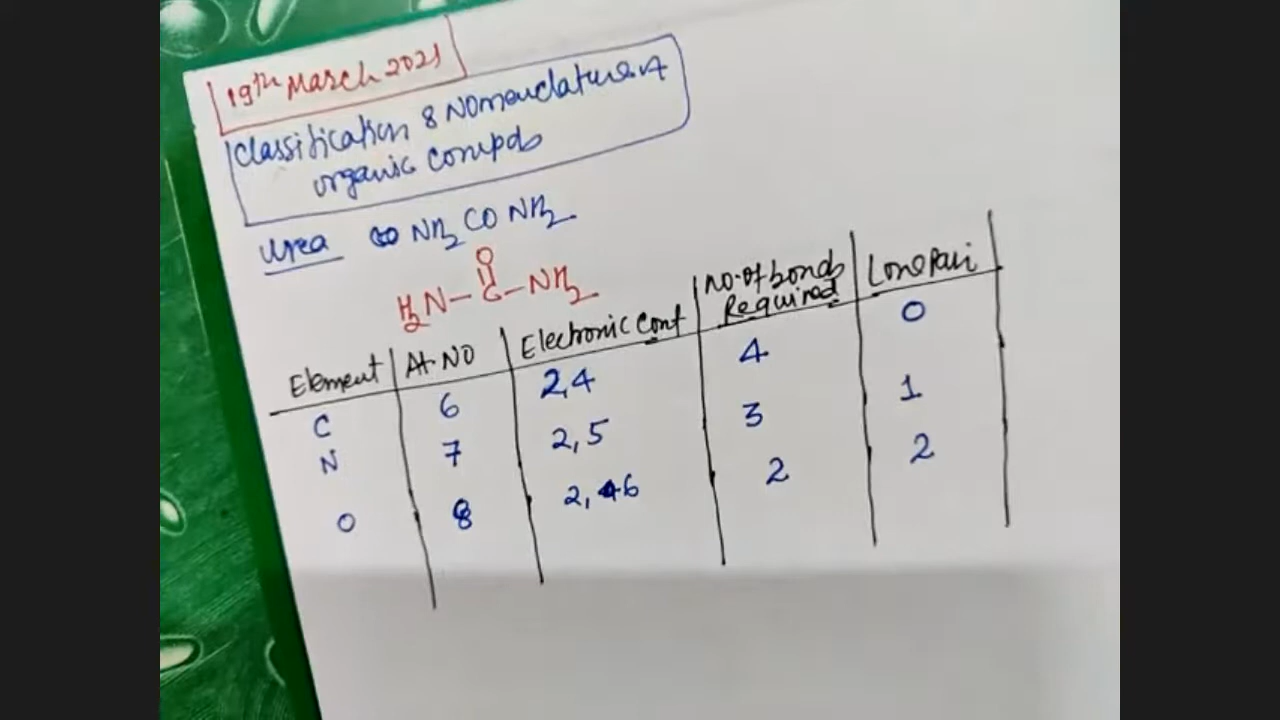 19th March 2021
Classification & Nomenclature of
organic Compds
Urea NH2 CO NH2
O
H2N-C-NH2
Element At.NO Electronic Conf No.of bonds Required Lone Pair
C 6 2,4 4 0
N 7 2,5 3 1
O 8 2,6 2 2